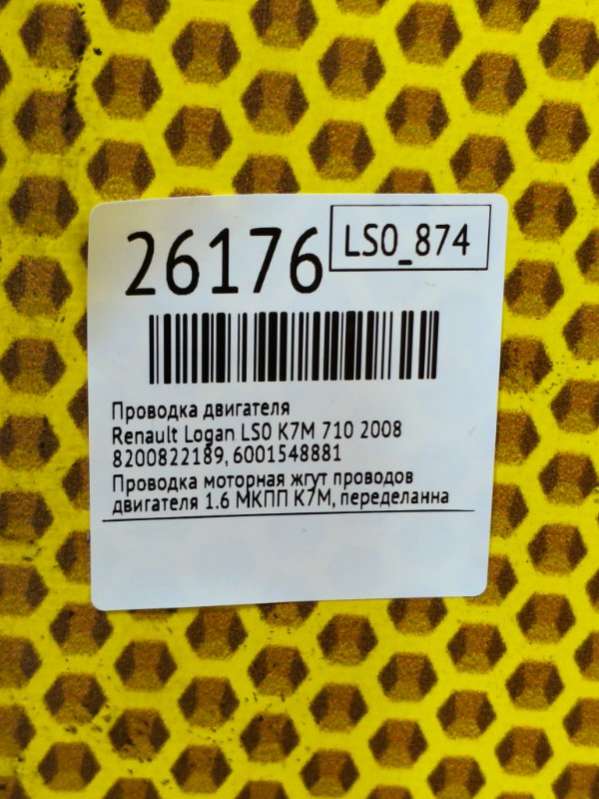 26176
LS0_874
Проводка двигателя
Renault Logan LS0 K7M 710 2008
8200822189, 6001548881
Проводка моторная жгут проводов
двигателя 1.6 МКПП К7М, переделанна